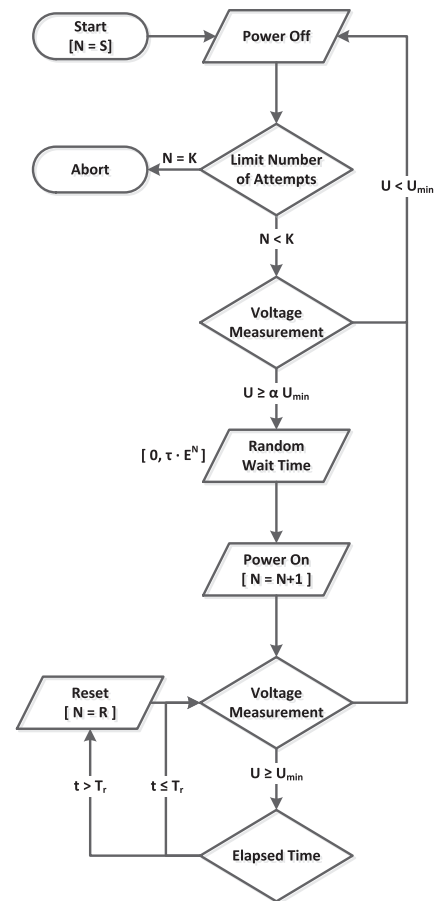 Start
[N = S]
Power Off
Abort
N = K
Limit Number
of Attempts
U < Umin
N < K
Voltage
Measurement
U ≥ α Umin
[ 0, τ · E^N ]
Random
Wait Time
Power On
[ N = N+1 ]
Reset
[ N = R ]
Voltage
Measurement
U ≥ Umin
t > Tr
t ≤ Tr
Elapsed Time